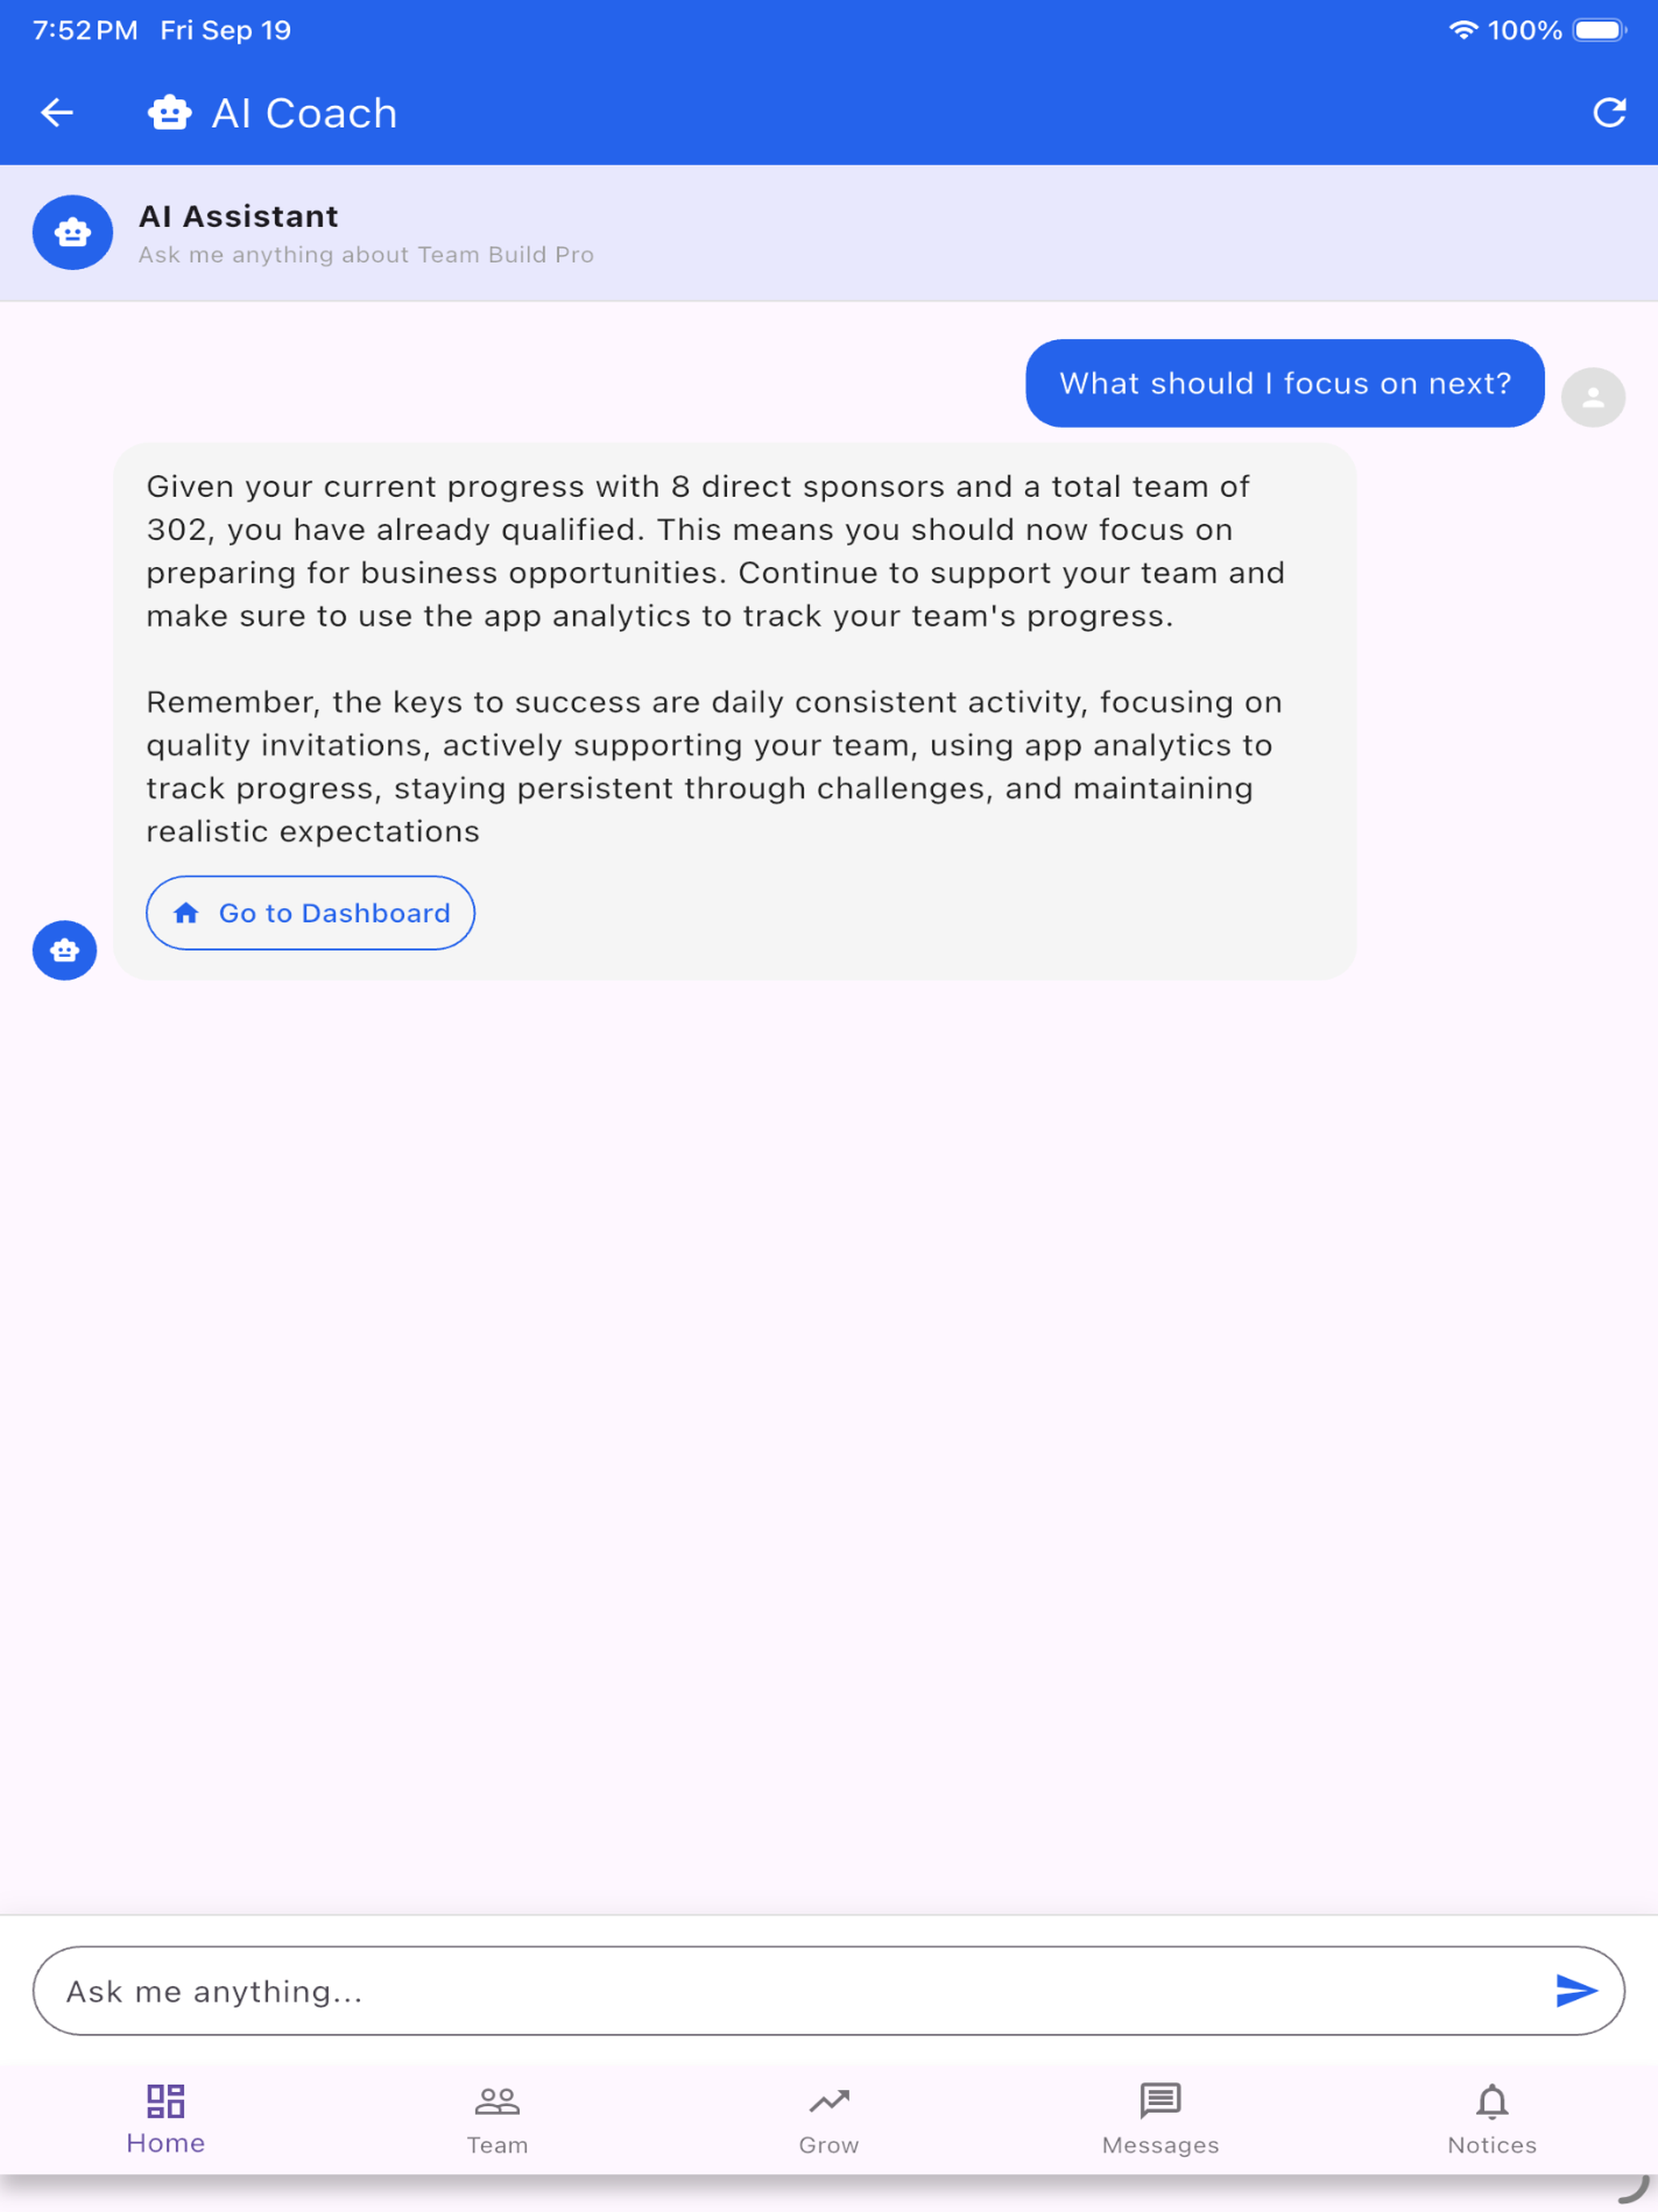 7:52 PM Fri Sep 19 100%
AI Coach
AI Assistant
Ask me anything about Team Build Pro
What should I focus on next?
Given your current progress with 8 direct sponsors and a total team of
302, you have already qualified. This means you should now focus on
preparing for business opportunities. Continue to support your team and
make sure to use the app analytics to track your team's progress.
Remember, the keys to success are daily consistent activity, focusing on
quality invitations, actively supporting your team, using app analytics to
track progress, staying persistent through challenges, and maintaining
realistic expectations
Go to Dashboard
Ask me anything...
Home Team Grow Messages Notices